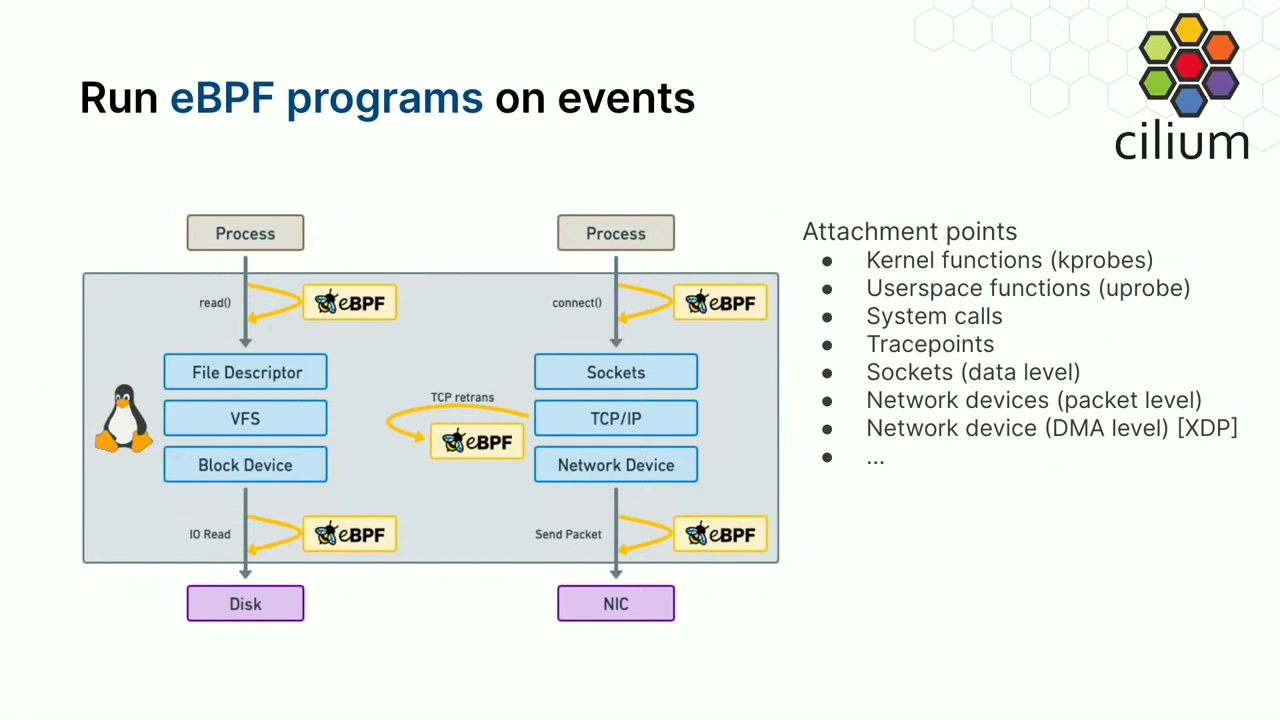 Run eBPF programs on events
cilium
Process
read()
eBPF
File Descriptor
VFS
Block Device
IO Read
eBPF
Disk
Process
connect()
eBPF
Sockets
TCP retrans
TCP/IP
eBPF
Network Device
Send Packet
eBPF
NIC
Attachment points
● Kernel functions (kprobes)
● Userspace functions (uprobe)
● System calls
● Tracepoints
● Sockets (data level)
● Network devices (packet level)
● Network device (DMA level) [XDP]
● ...